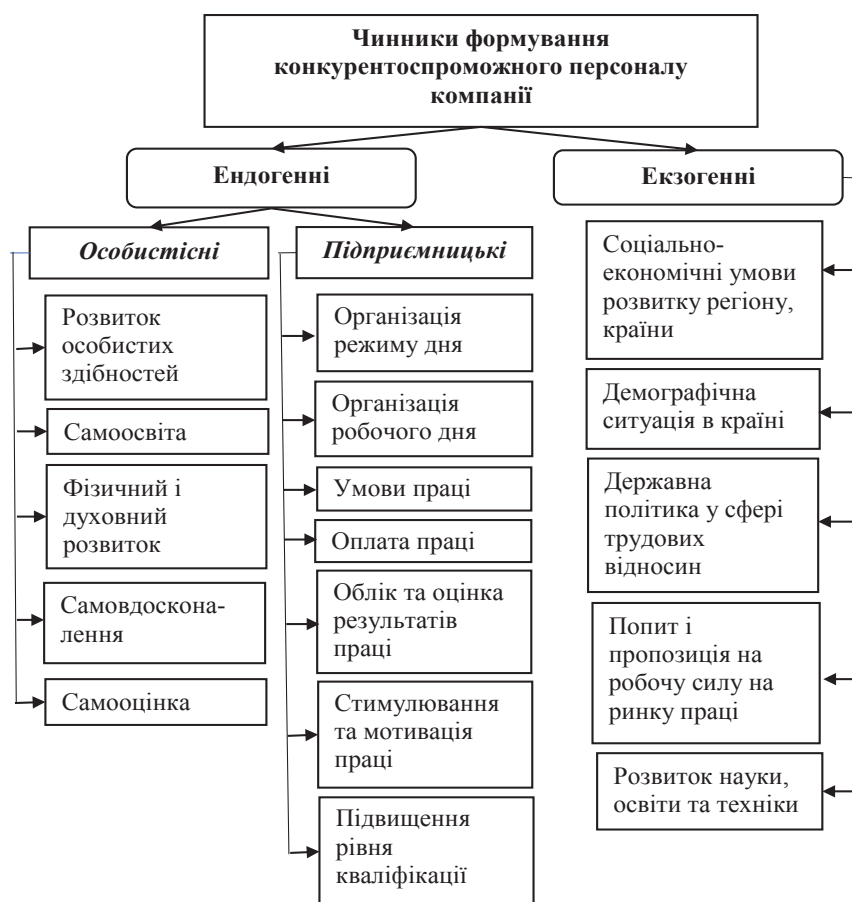 Чинники формування
конкурентоспроможного персоналу
компанії
Ендогенні
Екзогенні
Особистісні
Підприємницькі
Розвиток
особистих
здібностей
Самоосвіта
Фізичний і
духовний
розвиток
Самовдоскона-
лення
Самооцінка
Організація
режиму дня
Організація
робочого дня
Умови праці
Оплата праці
Облік та оцінка
результатів
праці
Стимулювання
та мотивація
праці
Підвищення
рівня
кваліфікації
Соціально-
економічні умови
розвитку регіону,
країни
Демографічна
ситуація в країні
Державна
політика у сфері
трудових
відносин
Попит і
пропозиція на
робочу силу на
ринку праці
Розвиток науки,
освіти та техніки